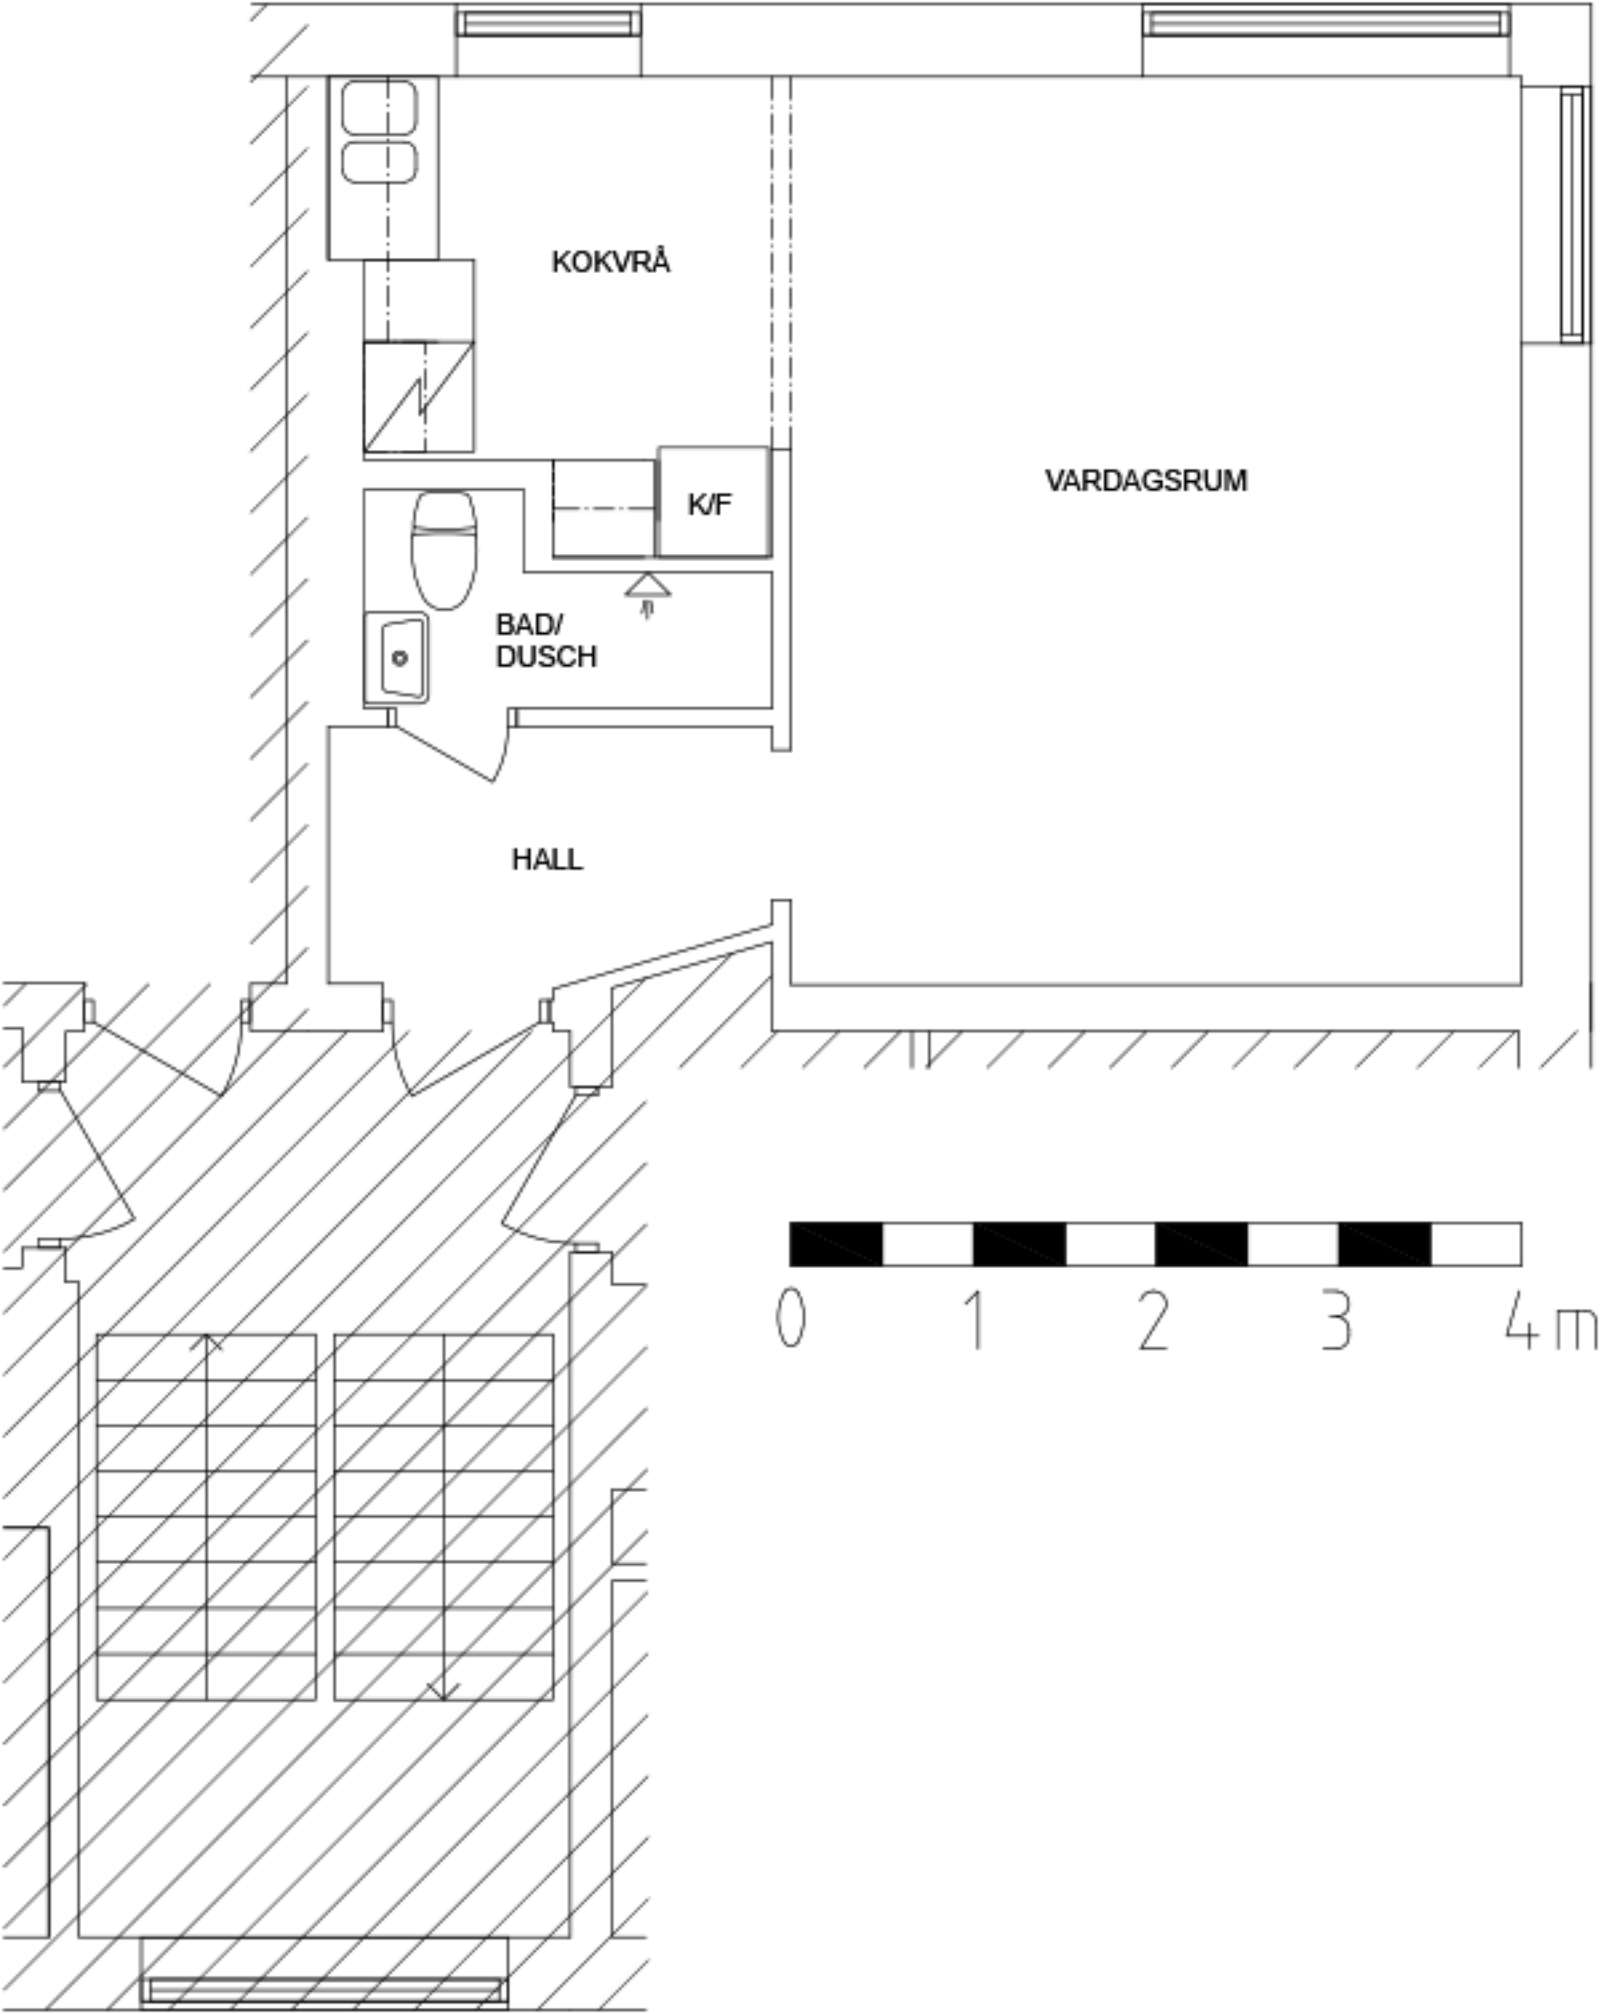 KOKVRÅ
VARDAGSRUM
K/F
BAD/
DUSCH
HALL
0 1 2 3 4m